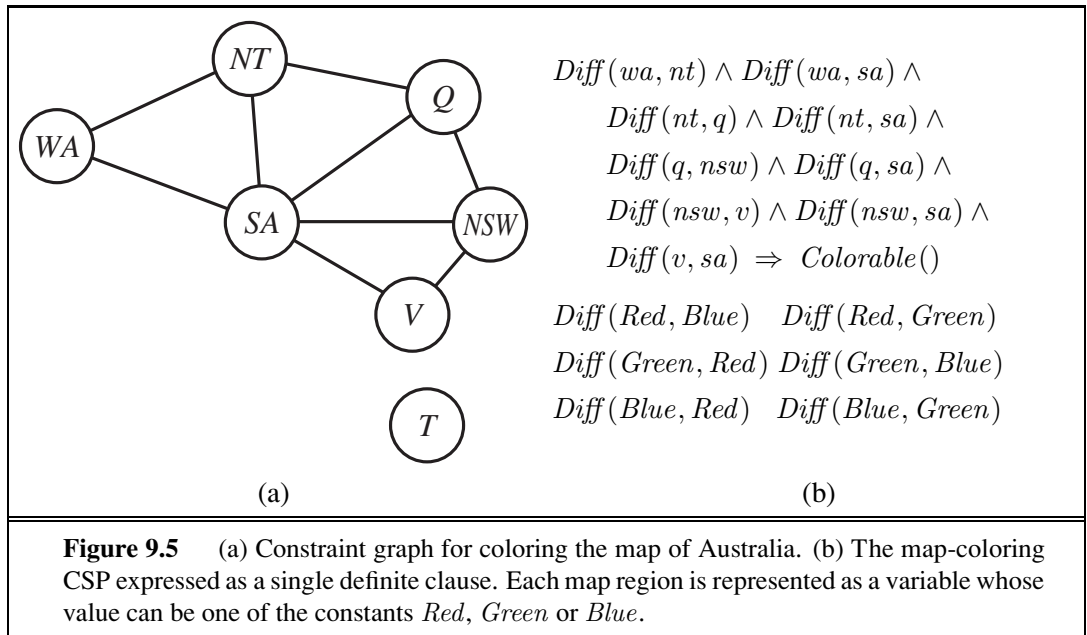 NT
Q
WA
SA
NSW
V
T
(a)
Diff(wa, nt) ∧ Diff(wa, sa) ∧
Diff(nt, q) ∧ Diff(nt, sa) ∧
Diff(q, nsw) ∧ Diff(q, sa) ∧
Diff(nsw, v) ∧ Diff(nsw, sa) ∧
Diff(v, sa) ⇒ Colorable()
Diff(Red, Blue) Diff(Red, Green)
Diff(Green, Red) Diff(Green, Blue)
Diff(Blue, Red) Diff(Blue, Green)
(b)
Figure 9.5 (a) Constraint graph for coloring the map of Australia. (b) The map-coloring
CSP expressed as a single definite clause. Each map region is represented as a variable whose
value can be one of the constants Red, Green or Blue.